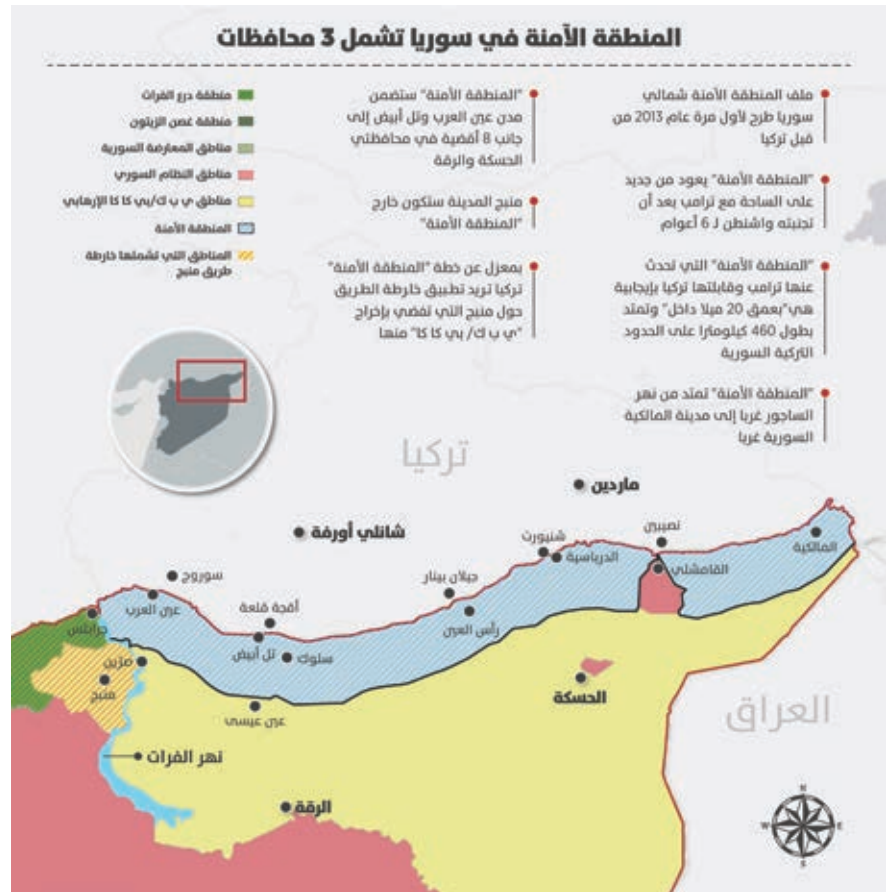 المنطقة الآمنة في سوريا تشمل 3 محافظات
ملف المنطقة الآمنة شمالي
سوريا طرح لأول مرة عام 2013 من
قبل تركيا
"المنطقة الآمنة" يعود من جديد
على الساحة مع ترامب بعد أن
تجنبته واشنطن لـ 6 أعوام
"المنطقة الآمنة" التي تحدث
عنها ترامب وقابلتها تركيا بإيجابية
هي"بعمق 20 ميلا داخل" وتمتد
بطول 460 كيلومترا على الحدود
التركية السورية
"المنطقة الآمنة" تمتد من نهر
الساجور غربا إلى مدينة المالكية
السورية غربا
"المنطقة الآمنة" ستضمن
مدن عين العرب وتل أبيض إلى
جانب 8 أقضية في محافظتي
الحسكة والرقة
منبج المدينة ستكون خارج
"المنطقة الآمنة"
بمعزل عن خطة "المنطقة الآمنة"
تركيا تريد تطبيق خارطة الطريق
حول منبج التي تفضي بإخراج
"ي ب ك/ بي كا كا" منها
منطقة درع الفرات
منطقة غصن الزيتون
مناطق المعارضة السورية
مناطق النظام السوري
مناطق ي ب ك/بي كا كا الإرهابي
المنطقة الآمنة
المناطق التي تشملها خارطة
طريق منبج
تركيا
ماردين
شانلي أورفة
نصيبين
المالكية
شنيورت
الدرباسية
القامشلي
جيلان بينار
رأس العين
سوروج
عين العرب
أقجة قلعة
تل أبيض
سلوك
جرابلس
صرّين
منبج
عين عيسى
الحسكة
العراق
نهر الفرات
الرقة
N
W
E
S